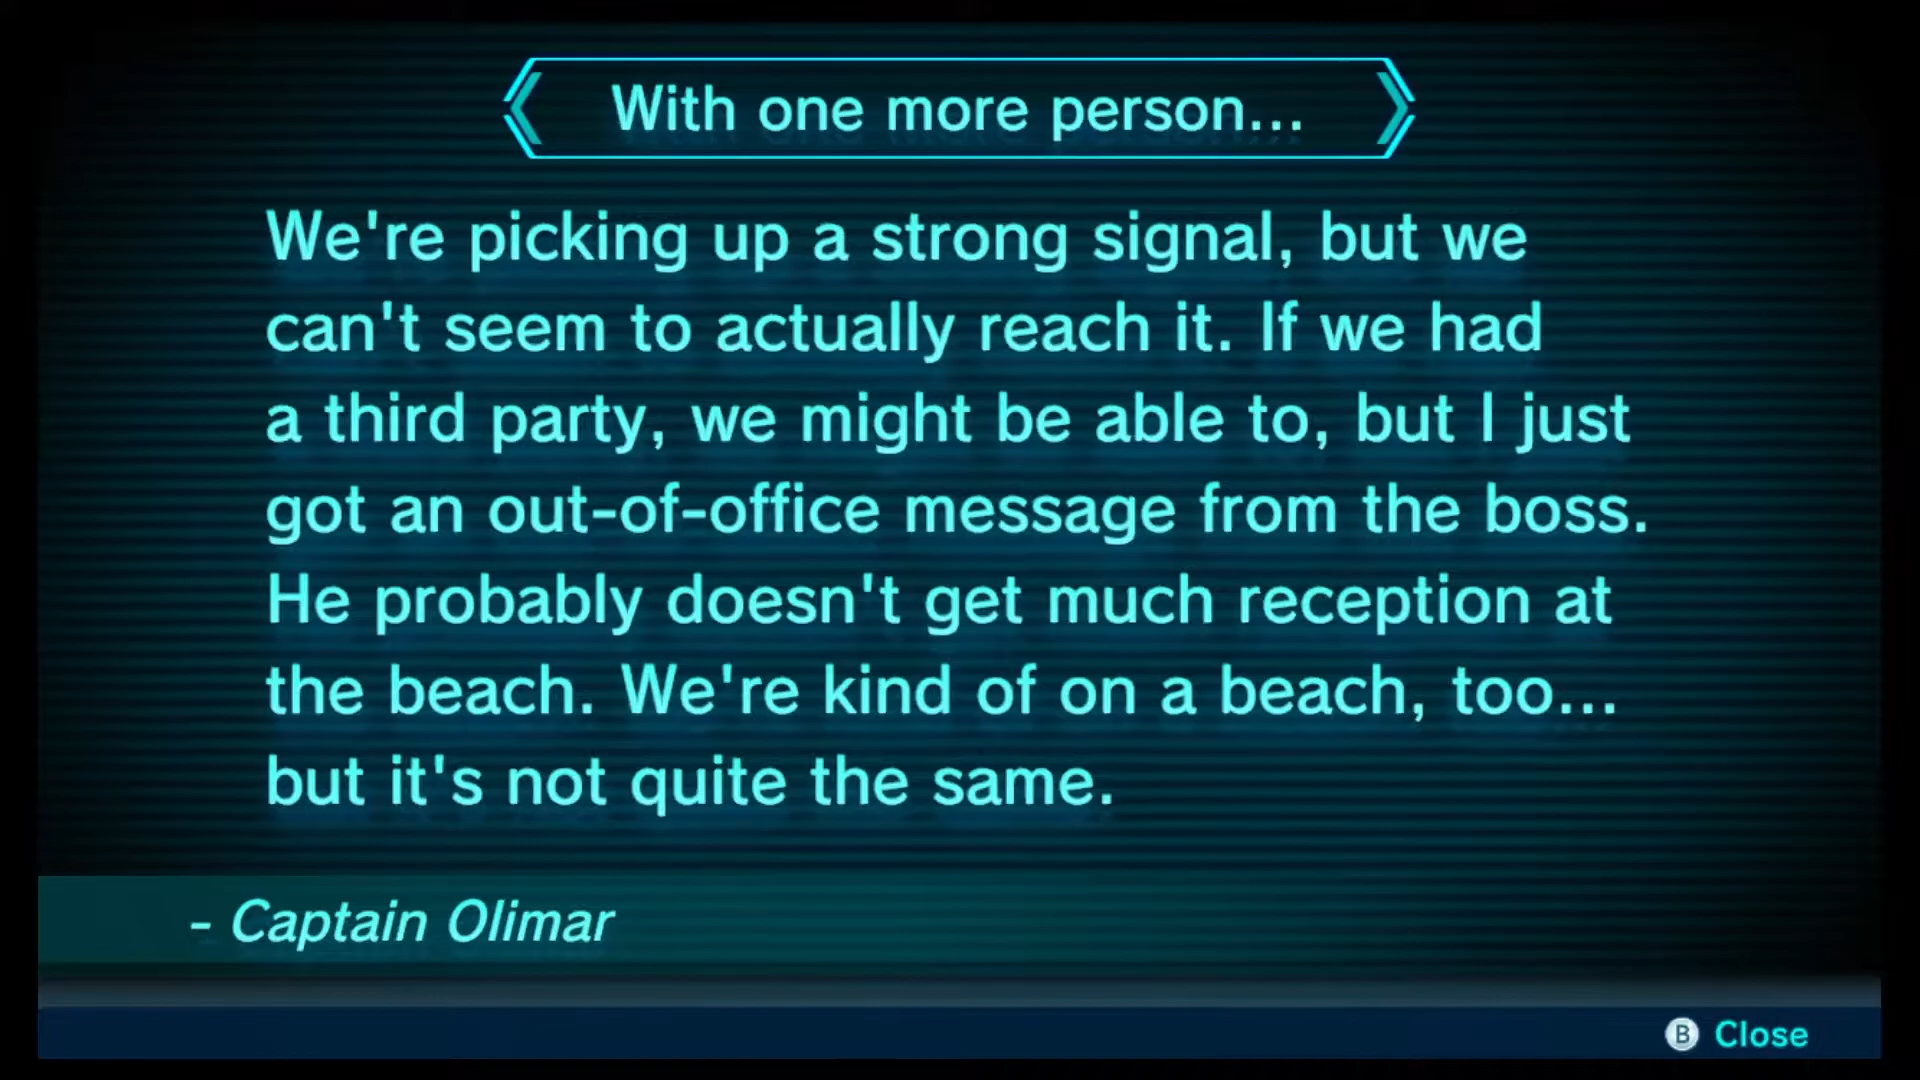 With one more person...
We're picking up a strong signal, but we
can't seem to actually reach it. If we had
a third party, we might be able to, but I just
got an out-of-office message from the boss.
He probably doesn't get much reception at
the beach. We're kind of on a beach, too...
but it's not quite the same.
- Captain Olimar
B Close